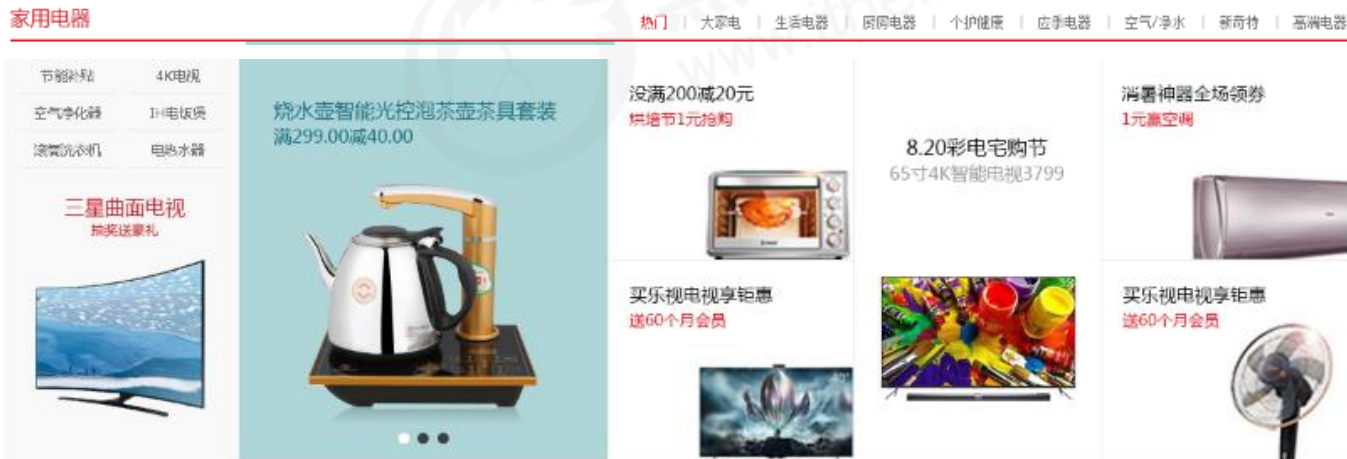 家用电器
热门 大家电 生活电器 厨房电器 个护健康 应季电器 空气/净水 新奇特 高端电器
节能补贴 4K电视
空气净化器 IH电饭煲
滚筒洗衣机 电热水器
三星曲面电视
抽奖送豪礼
烧水壶智能光控泡茶壶茶具套装
满299.00减40.00
没满200减20元
烘培节1元抢购
买乐视电视享钜惠
送60个月会员
8.20彩电宅购节
65寸4K智能电视3799
消暑神器全场领券
1元赢空调
买乐视电视享钜惠
送60个月会员